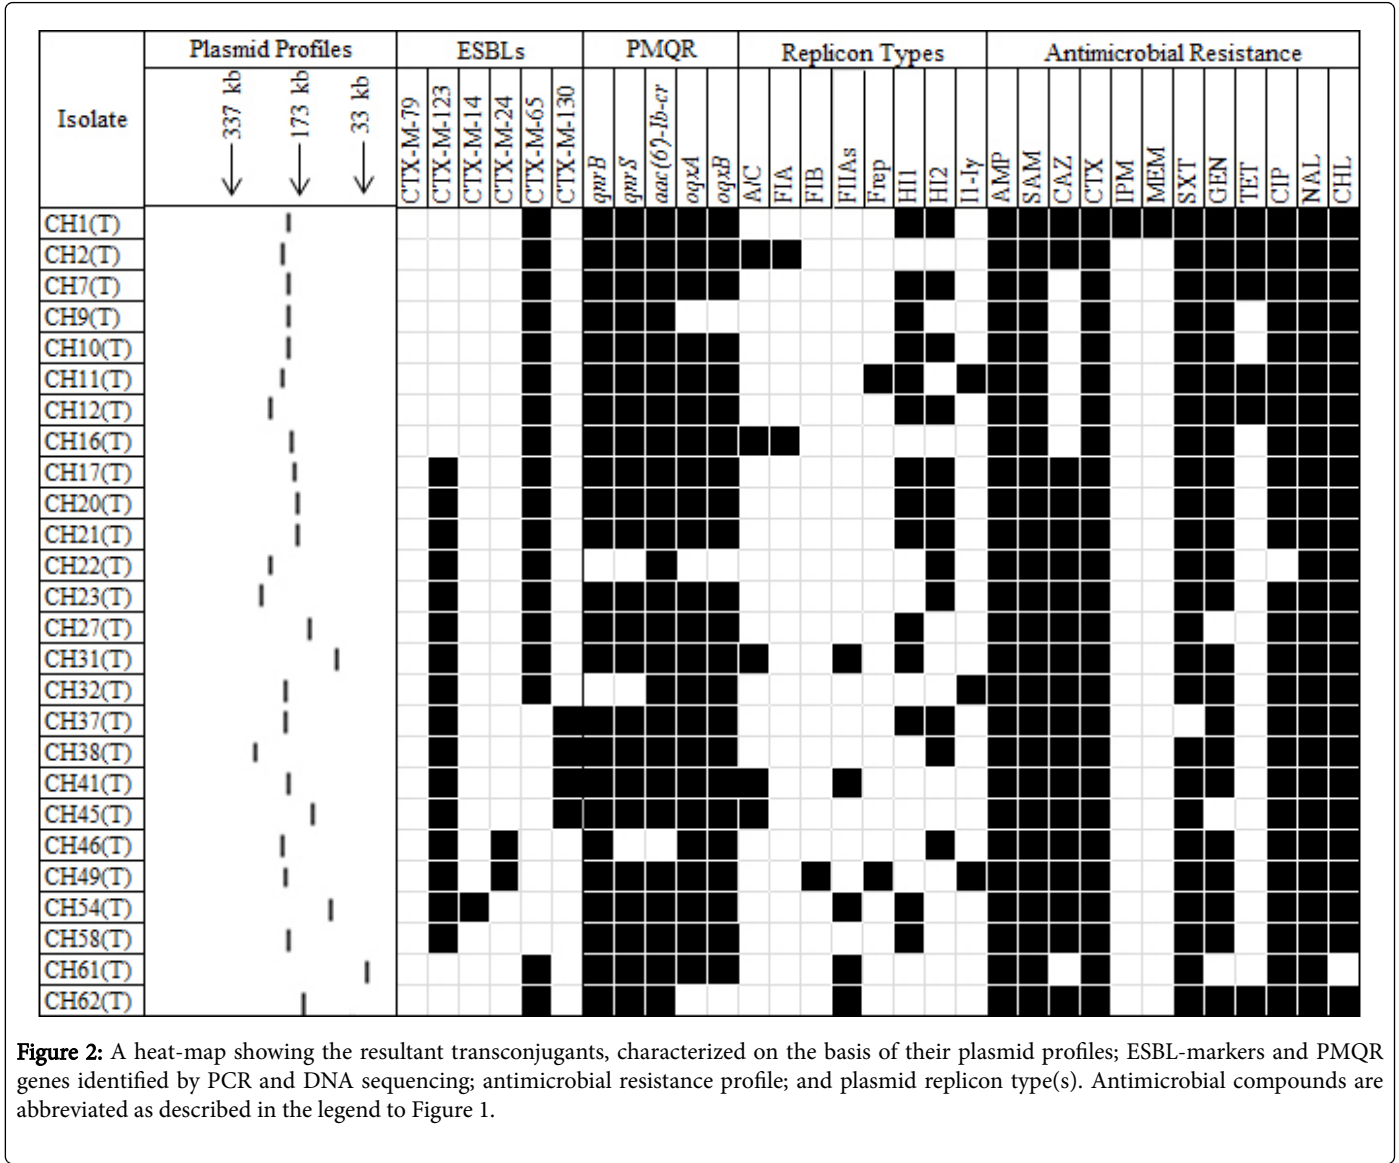 Isolate
Plasmid Profiles
ESBLs
PMQR
Replicon Types
Antimicrobial Resistance
337 kb
173 kb
33 kb
CTX-M-79
CTX-M-123
CTX-M-14
CTX-M-24
CTX-M-65
CTX-M-130
qnrB
qnrS
aac(6')-Ib-cr
oqxA
oqxB
A/C
FIA
FIB
FIIAs
Frep
HI1
HI2
I1-Iγ
AMP
SAM
CAZ
CTX
IPM
MEM
SXT
GEN
TET
CIP
NAL
CHL
CH1(T)
CH2(T)
CH7(T)
CH9(T)
CH10(T)
CH11(T)
CH12(T)
CH16(T)
CH17(T)
CH20(T)
CH21(T)
CH22(T)
CH23(T)
CH27(T)
CH31(T)
CH32(T)
CH37(T)
CH38(T)
CH41(T)
CH45(T)
CH46(T)
CH49(T)
CH54(T)
CH58(T)
CH61(T)
CH62(T)
Figure 2: A heat-map showing the resultant transconjugants, characterized on the basis of their plasmid profiles; ESBL-markers and PMQR
genes identified by PCR and DNA sequencing; antimicrobial resistance profile; and plasmid replicon type(s). Antimicrobial compounds are
abbreviated as described in the legend to Figure 1.